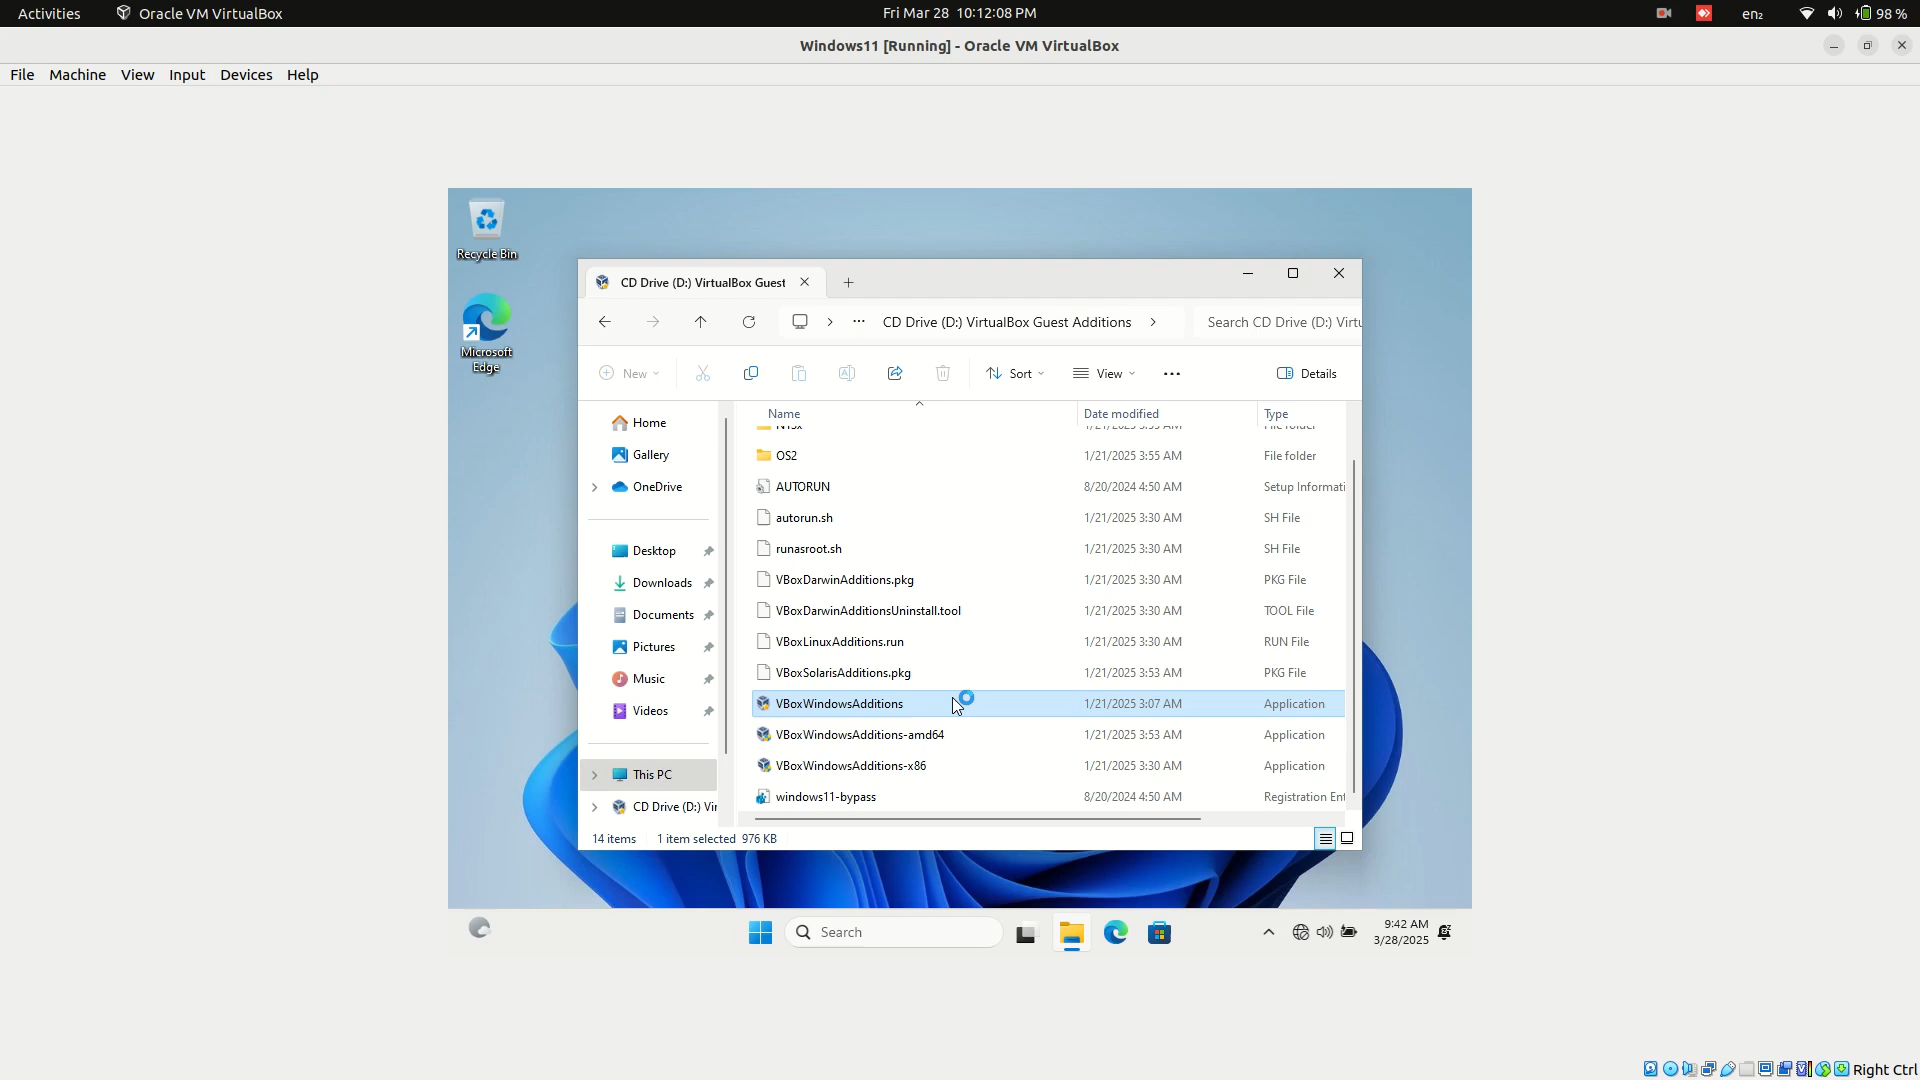 Activities Oracle VM VirtualBox Fri Mar 28 10:12:08 PM en₂ 98 %
Windows11 [Running] - Oracle VM VirtualBox
File Machine View Input Devices Help
Recycle Bin
Microsoft
Edge
CD Drive (D:) VirtualBox Guest
CD Drive (D:) VirtualBox Guest Additions Search CD Drive (D:) Virtu
New Sort View Details
Name Date modified Type
OS2 1/21/2025 3:55 AM File folder
AUTORUN 8/20/2024 4:50 AM Setup Informati
autorun.sh 1/21/2025 3:30 AM SH File
runasroot.sh 1/21/2025 3:30 AM SH File
VBoxDarwinAdditions.pkg 1/21/2025 3:30 AM PKG File
VBoxDarwinAdditionsUninstall.tool 1/21/2025 3:30 AM TOOL File
VBoxLinuxAdditions.run 1/21/2025 3:30 AM RUN File
VBoxSolarisAdditions.pkg 1/21/2025 3:53 AM PKG File
VBoxWindowsAdditions 1/21/2025 3:07 AM Application
VBoxWindowsAdditions-amd64 1/21/2025 3:53 AM Application
VBoxWindowsAdditions-x86 1/21/2025 3:30 AM Application
windows11-bypass 8/20/2024 4:50 AM Registration Ent
Home
Gallery
OneDrive
Desktop
Downloads
Documents
Pictures
Music
Videos
This PC
CD Drive (D:) Vir
14 items 1 item selected 976 KB
Search
9:42 AM
3/28/2025
Right Ctrl